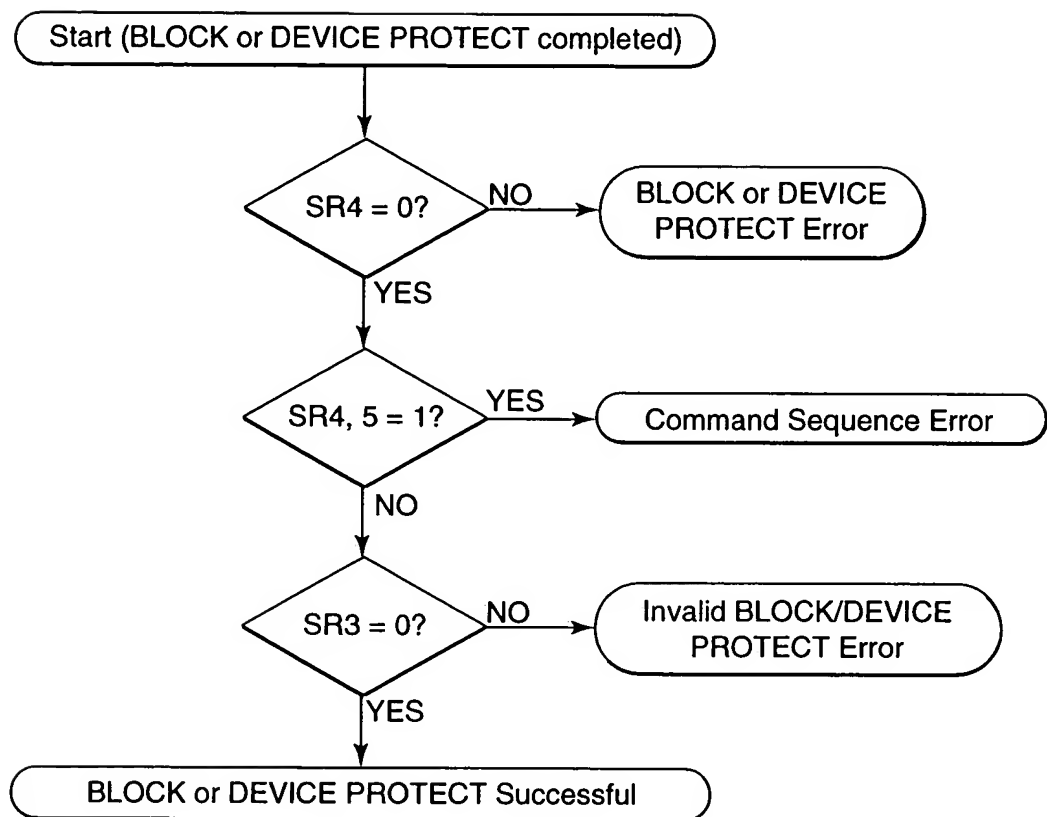 Start (BLOCK or DEVICE PROTECT completed)
SR4 = 0?
NO
BLOCK or DEVICE
PROTECT Error
YES
SR4, 5 = 1?
YES
Command Sequence Error
NO
SR3 = 0?
NO
Invalid BLOCK/DEVICE
PROTECT Error
YES
BLOCK or DEVICE PROTECT Successful